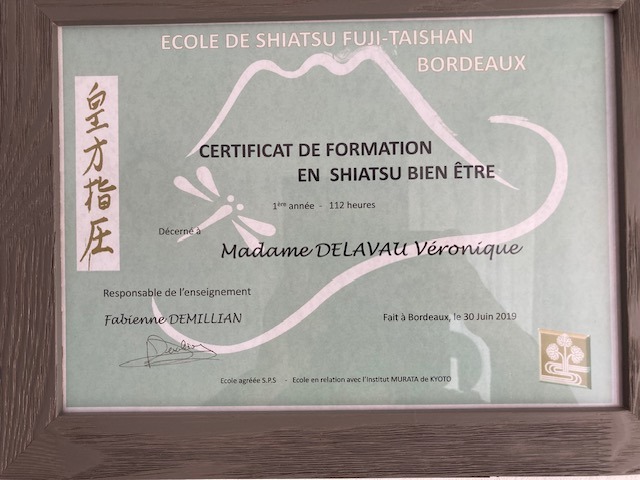 ECOLE DE SHIATSU FUJI-TAISHAN
BORDEAUX
皇方指圧
CERTIFICAT DE FORMATION
EN SHIATSU BIEN ÊTRE
1ère année - 112 heures
Décerné à
Madame DELAVAU Véronique
Responsable de l'enseignement
Fabienne DEMILLIAN
Fait à Bordeaux, le 30 Juin 2019
Ecole agréée S.P.S - Ecole en relation avec l'Institut MURATA de KYOTO